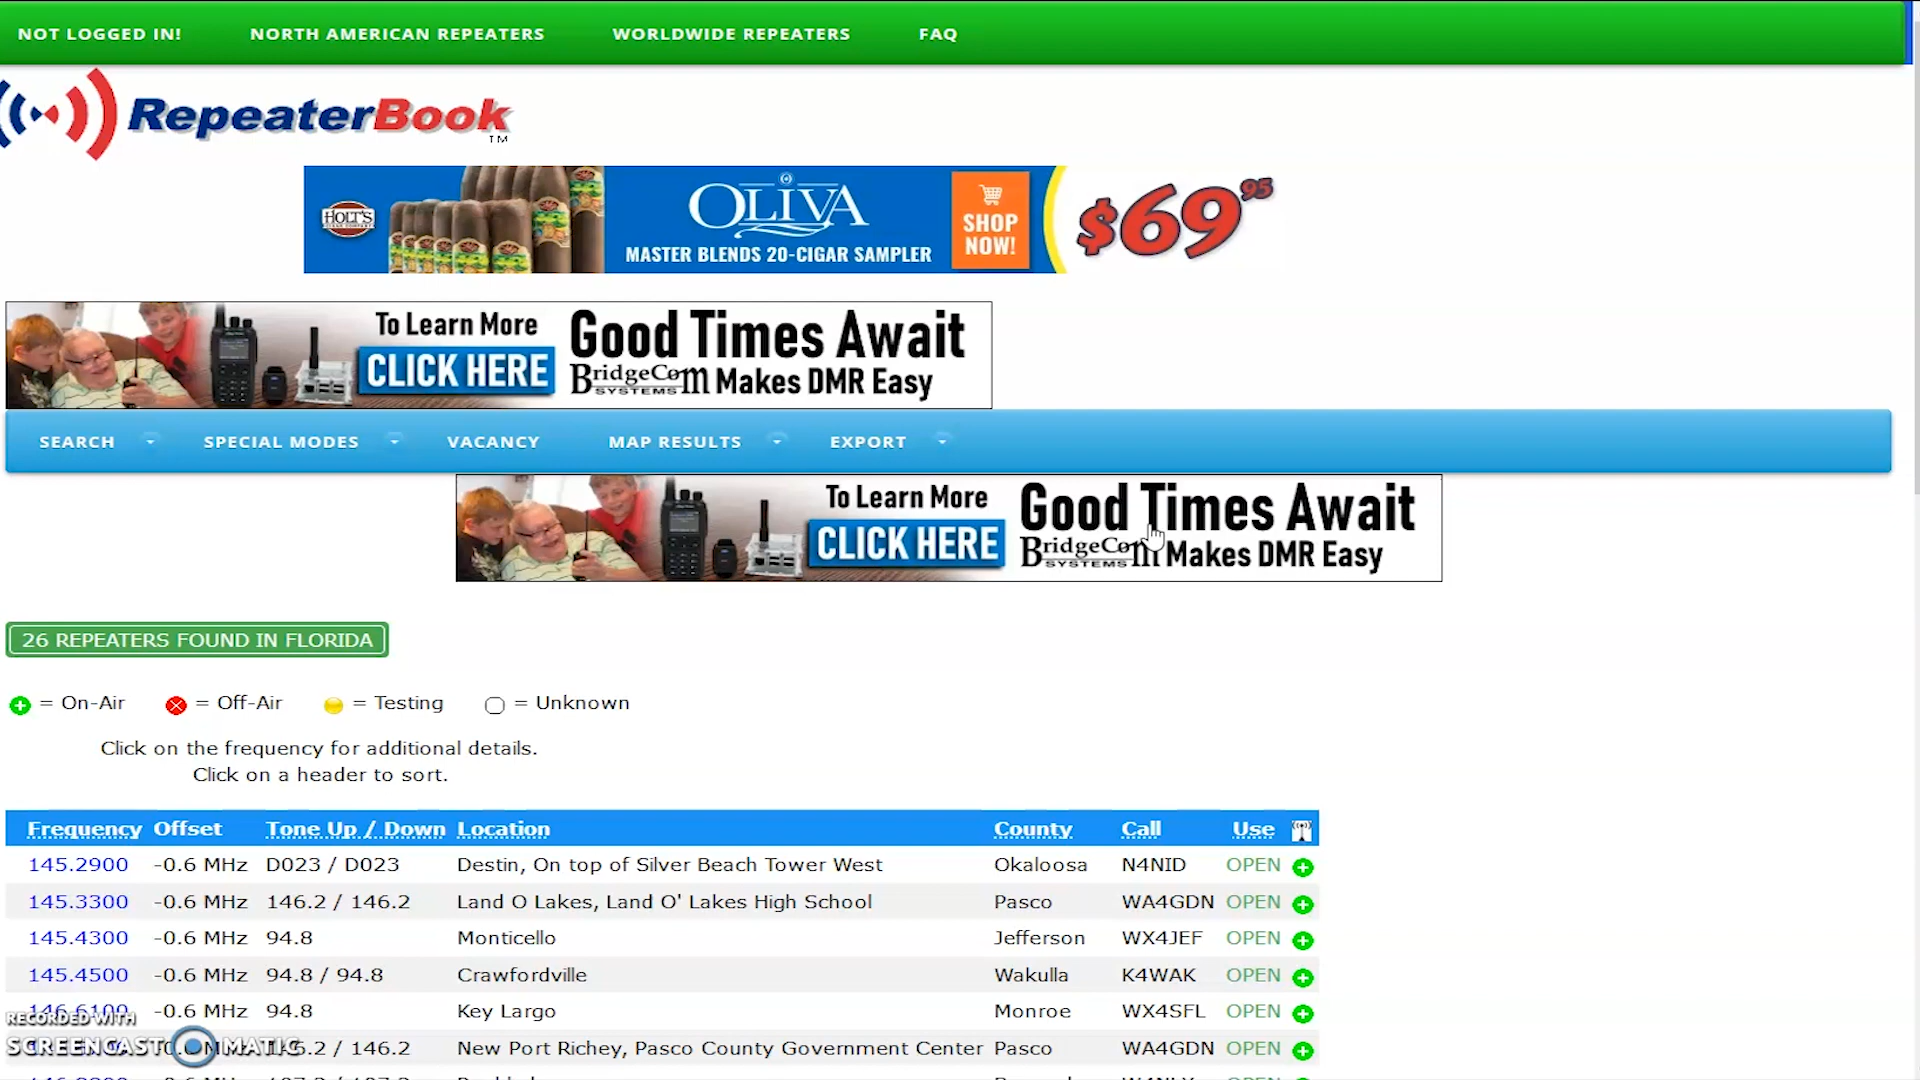 NOT LOGGED IN! NORTH AMERICAN REPEATERS WORLDWIDE REPEATERS FAQ
RepeaterBook
TM
HOLT'S OLIVA SHOP NOW! $69.95
MASTER BLENDS 20-CIGAR SAMPLER
To Learn More Good Times Await
CLICK HERE BridgeCom SYSTEMS Makes DMR Easy
SEARCH SPECIAL MODES VACANCY MAP RESULTS EXPORT
To Learn More Good Times Await
CLICK HERE BridgeCom SYSTEMS Makes DMR Easy
26 REPEATERS FOUND IN FLORIDA
= On-Air = Off-Air = Testing = Unknown
Click on the frequency for additional details.
Click on a header to sort.
Frequency Offset Tone Up / Down Location County Call Use
145.2900 -0.6 MHz D023 / D023 Destin, On top of Silver Beach Tower West Okaloosa N4NID OPEN
145.3300 -0.6 MHz 146.2 / 146.2 Land O Lakes, Land O' Lakes High School Pasco WA4GDN OPEN
145.4300 -0.6 MHz 94.8 Monticello Jefferson WX4JEF OPEN
145.4500 -0.6 MHz 94.8 / 94.8 Crawfordville Wakulla K4WAK OPEN
146.6100 -0.6 MHz 94.8 Key Largo Monroe WX4SFL OPEN
RECORDED WITH
SCREENCAST-O-MATIC
146.2 / 146.2 New Port Richey, Pasco County Government Center Pasco WA4GDN OPEN